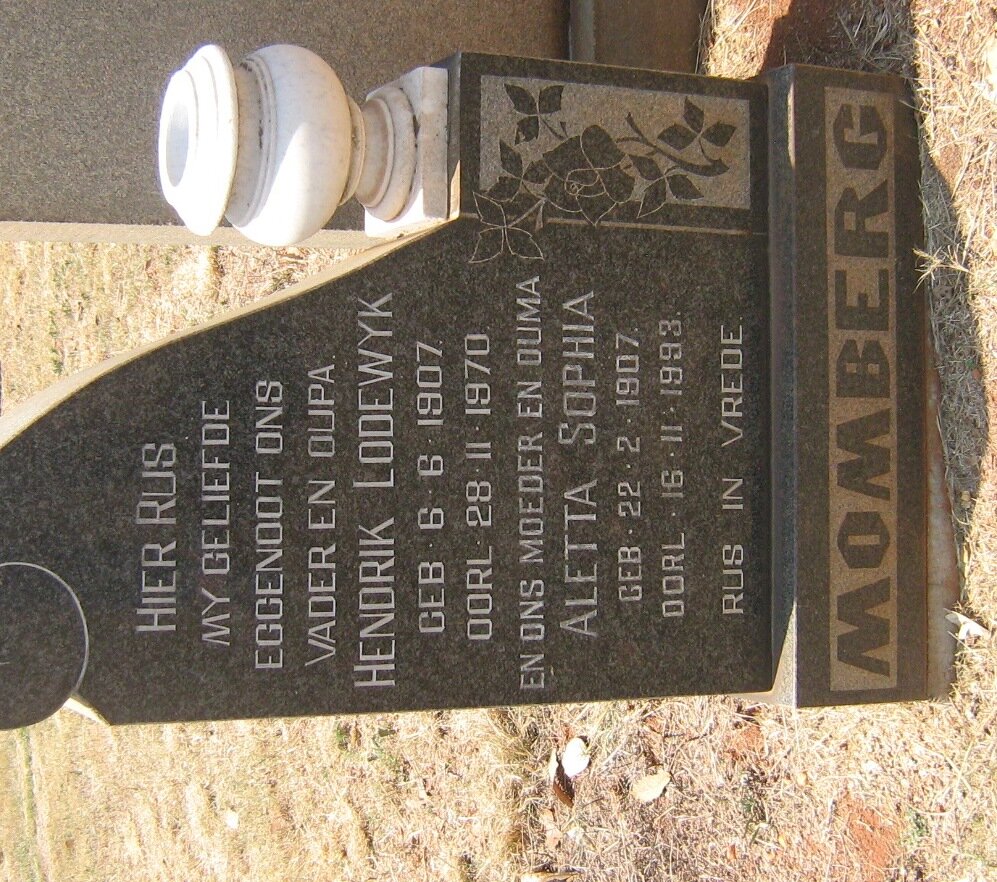 HIER RUS
MY GELIEFDE
EGGENOOT ONS
VADER EN OUPA.
HENDRIK LODEWYK
GEB·6·6·1907.
OORL·28·11·1970
EN ONS MOEDER EN OUMA
ALETTA SOPHIA
GEB·22·2·1907.
OORL·16·11·1993.
RUS IN VREDE.
MOMBERG